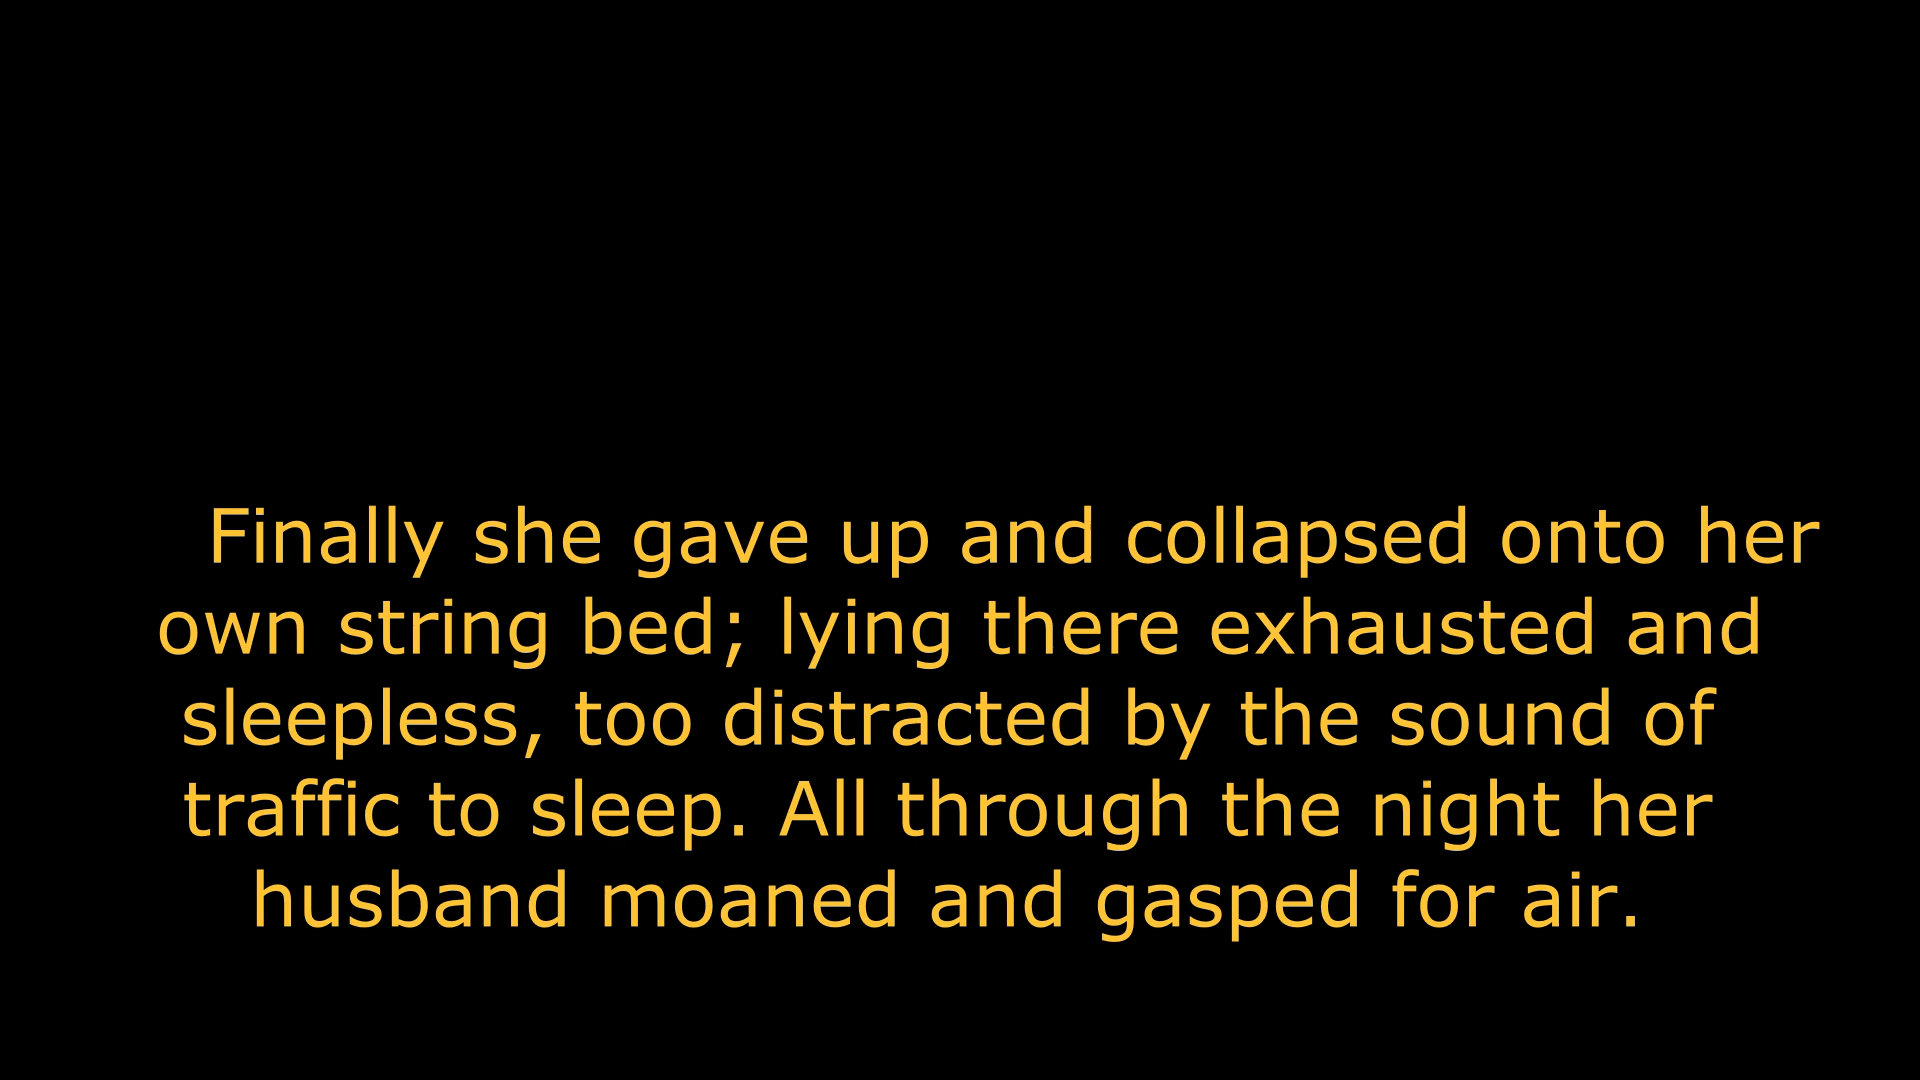 Finally she gave up and collapsed onto her
own string bed; lying there exhausted and
sleepless, too distracted by the sound of
traffic to sleep. All through the night her
husband moaned and gasped for air.